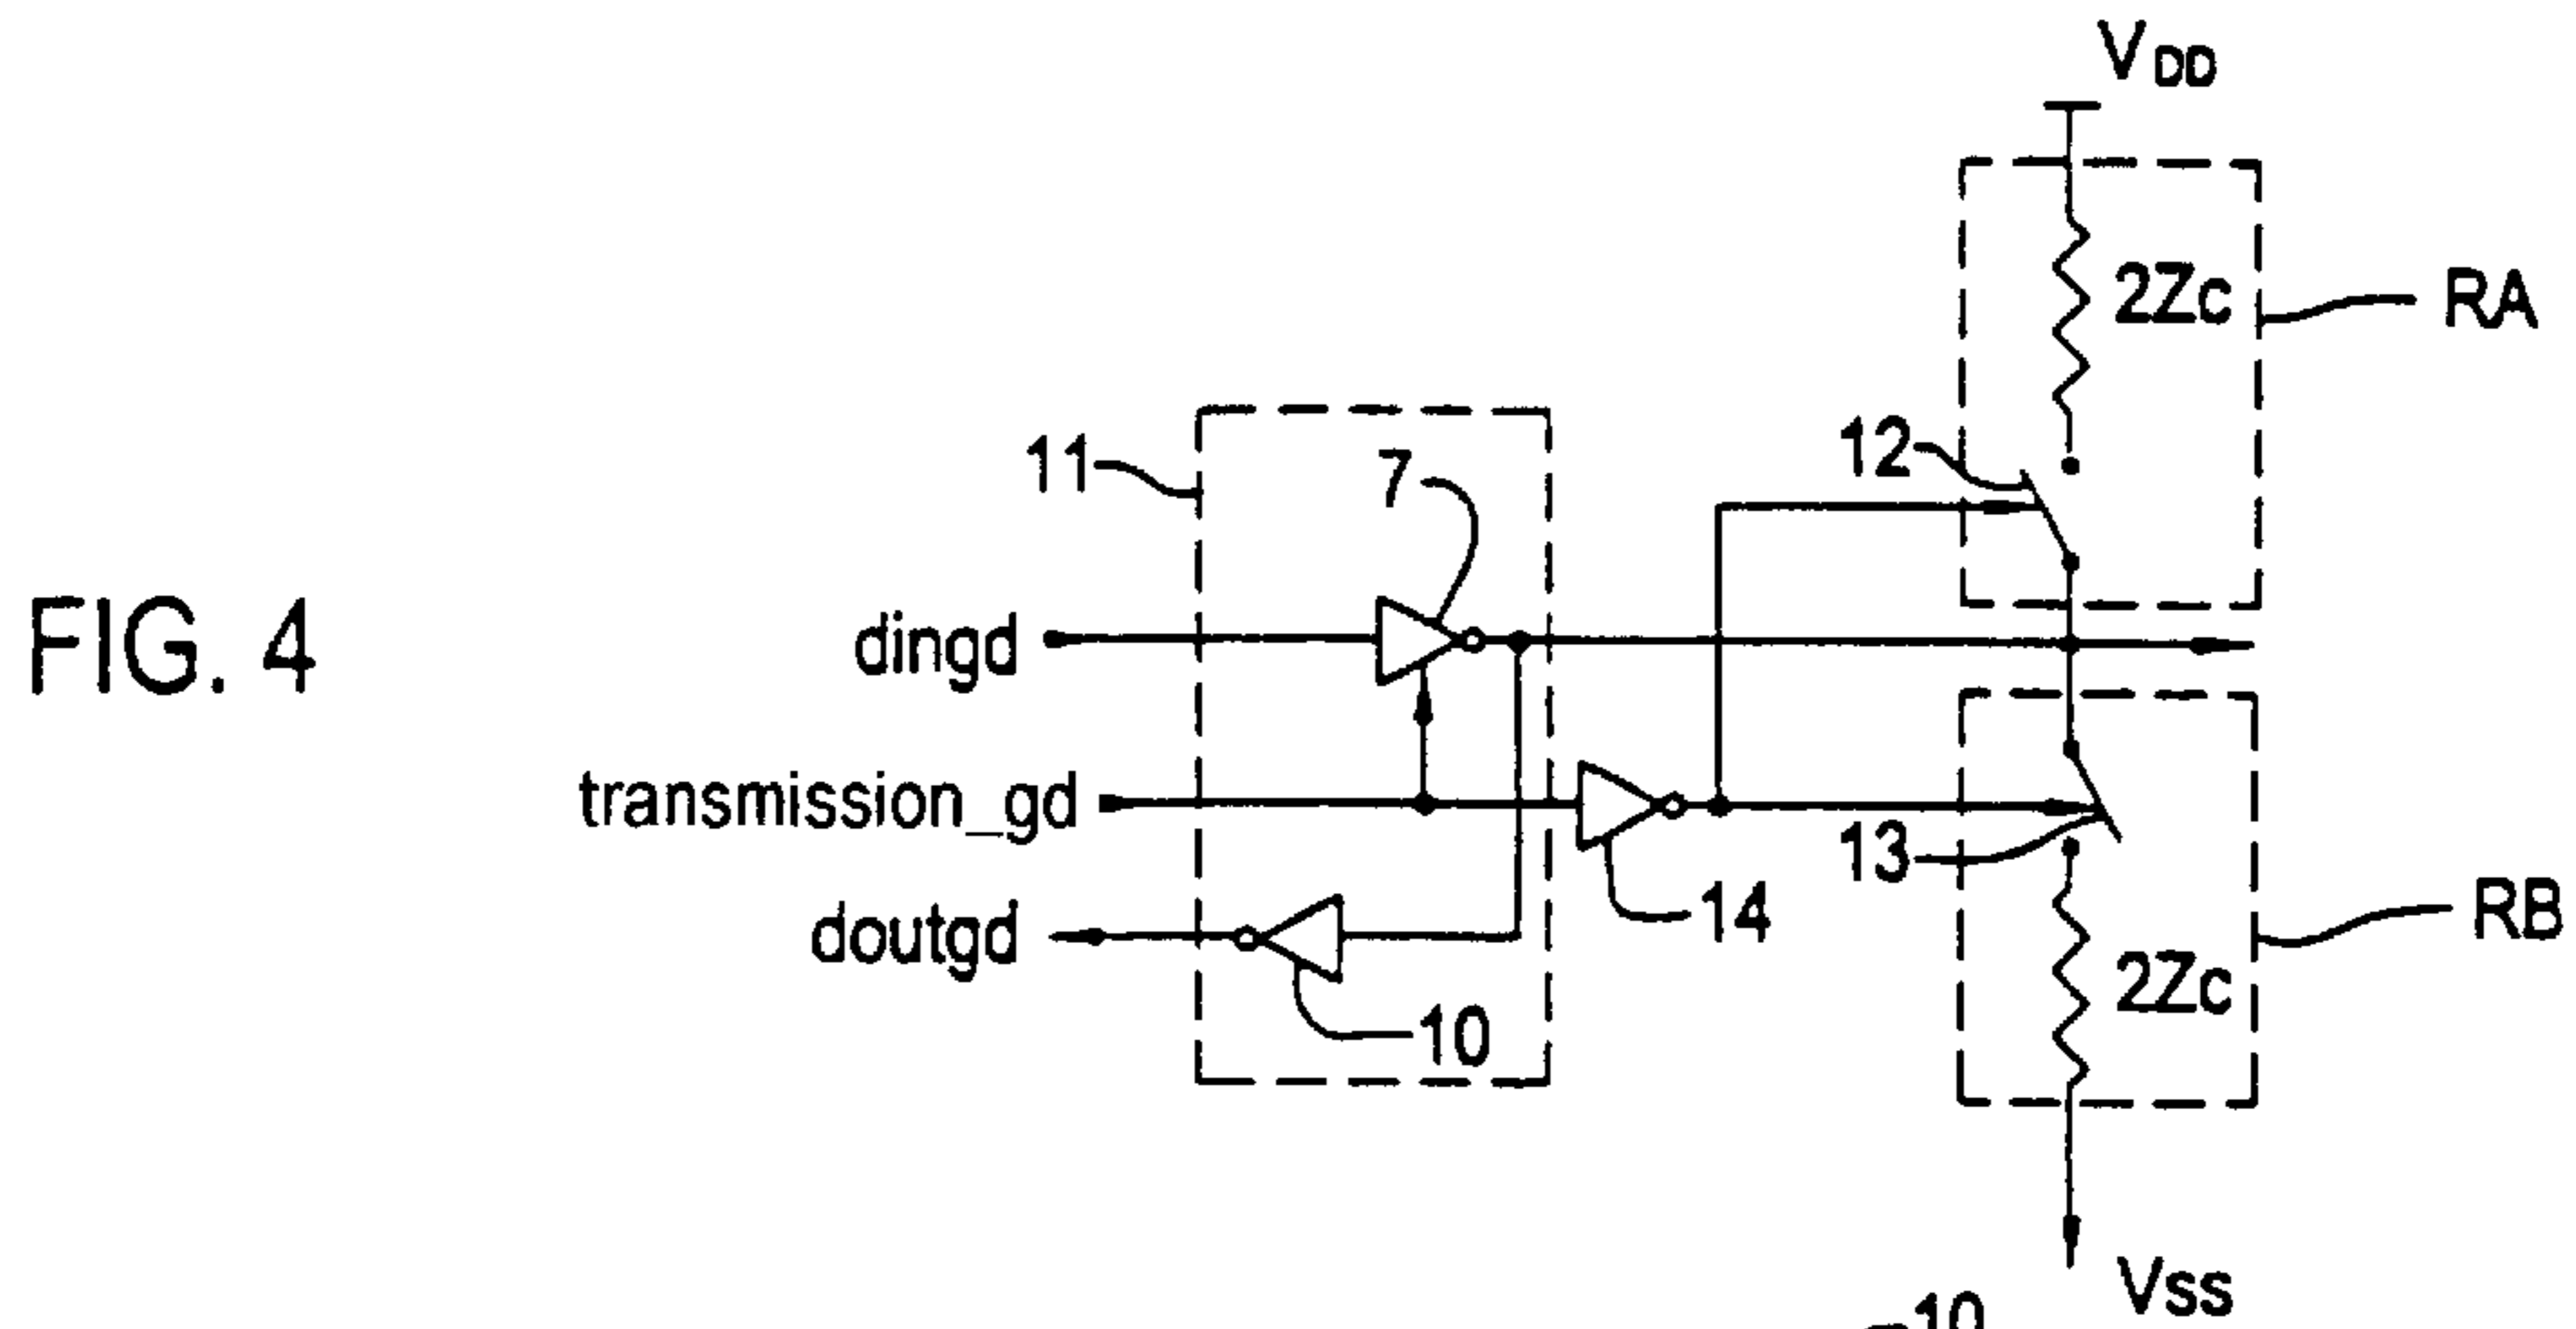 VDD
2Zc
RA
12
11
7
FIG. 4
dingd
transmission_gd
13
14
doutgd
RB
2Zc
10
Vss